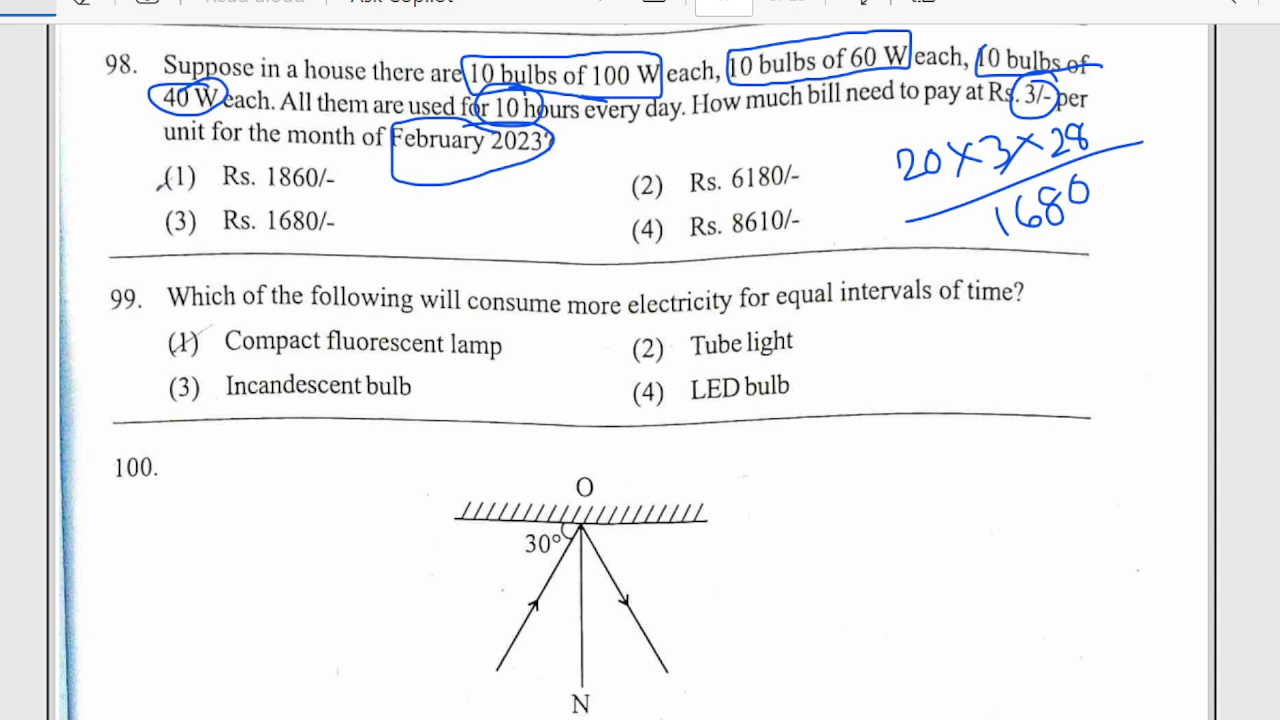 98. Suppose in a house there are 10 bulbs of 100 W each, 10 bulbs of 60 W each, 10 bulbs of
40 W each. All them are used for 10 hours every day. How much bill need to pay at Rs. 3/- per
unit for the month of February 2023?
20 X 3 X 28
1680
(1) Rs. 1860/-
(2) Rs. 6180/-
(3) Rs. 1680/-
(4) Rs. 8610/-
99. Which of the following will consume more electricity for equal intervals of time?
(1) Compact fluorescent lamp
(2) Tube light
(3) Incandescent bulb
(4) LED bulb
100.
O
30°
N